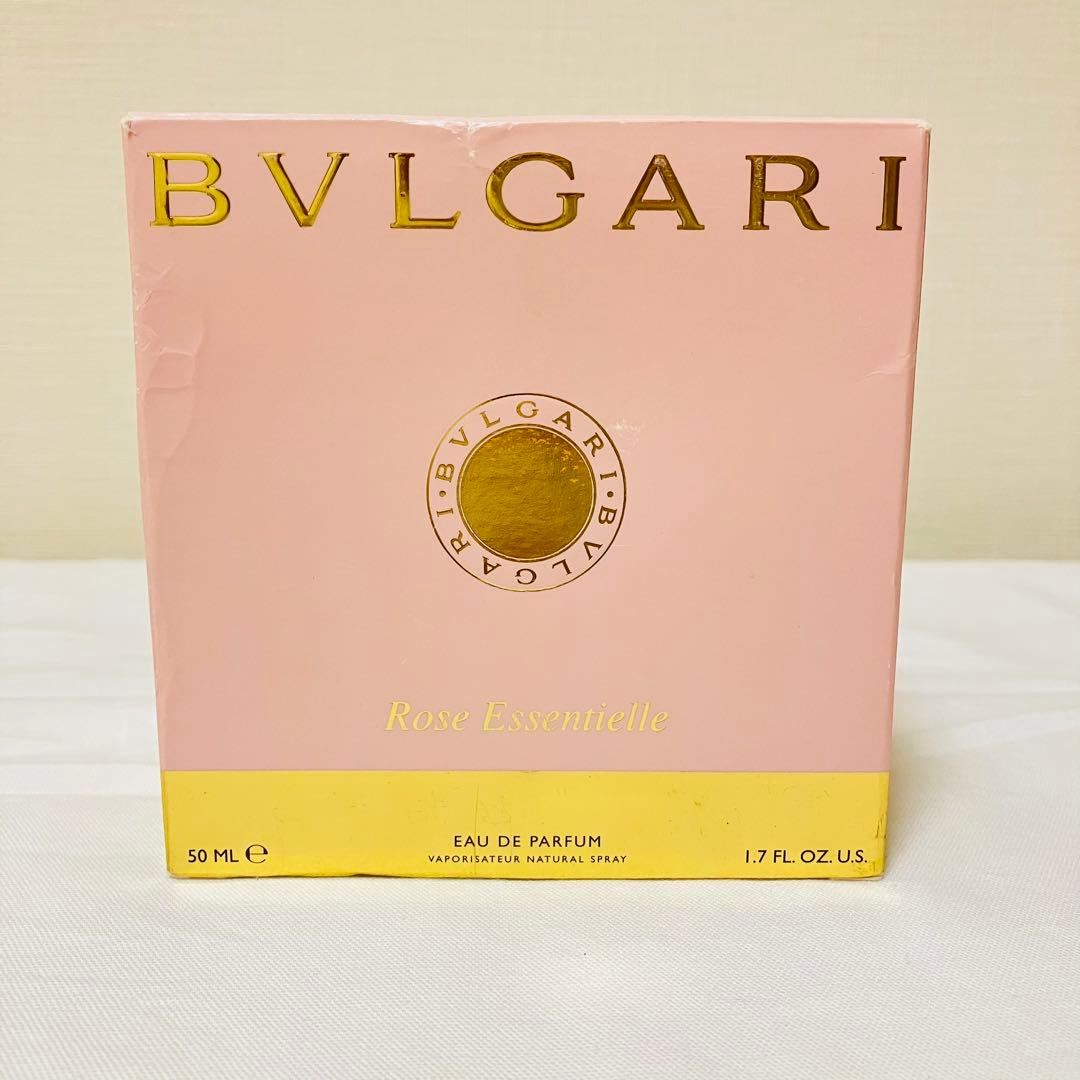 BVLGARI
BVLGARI · BVLGARI ·
Rose Essentielle
EAU DE PARFUM
50 ML ℮ VAPORISATEUR NATURAL SPRAY 1.7 FL. OZ. U.S.